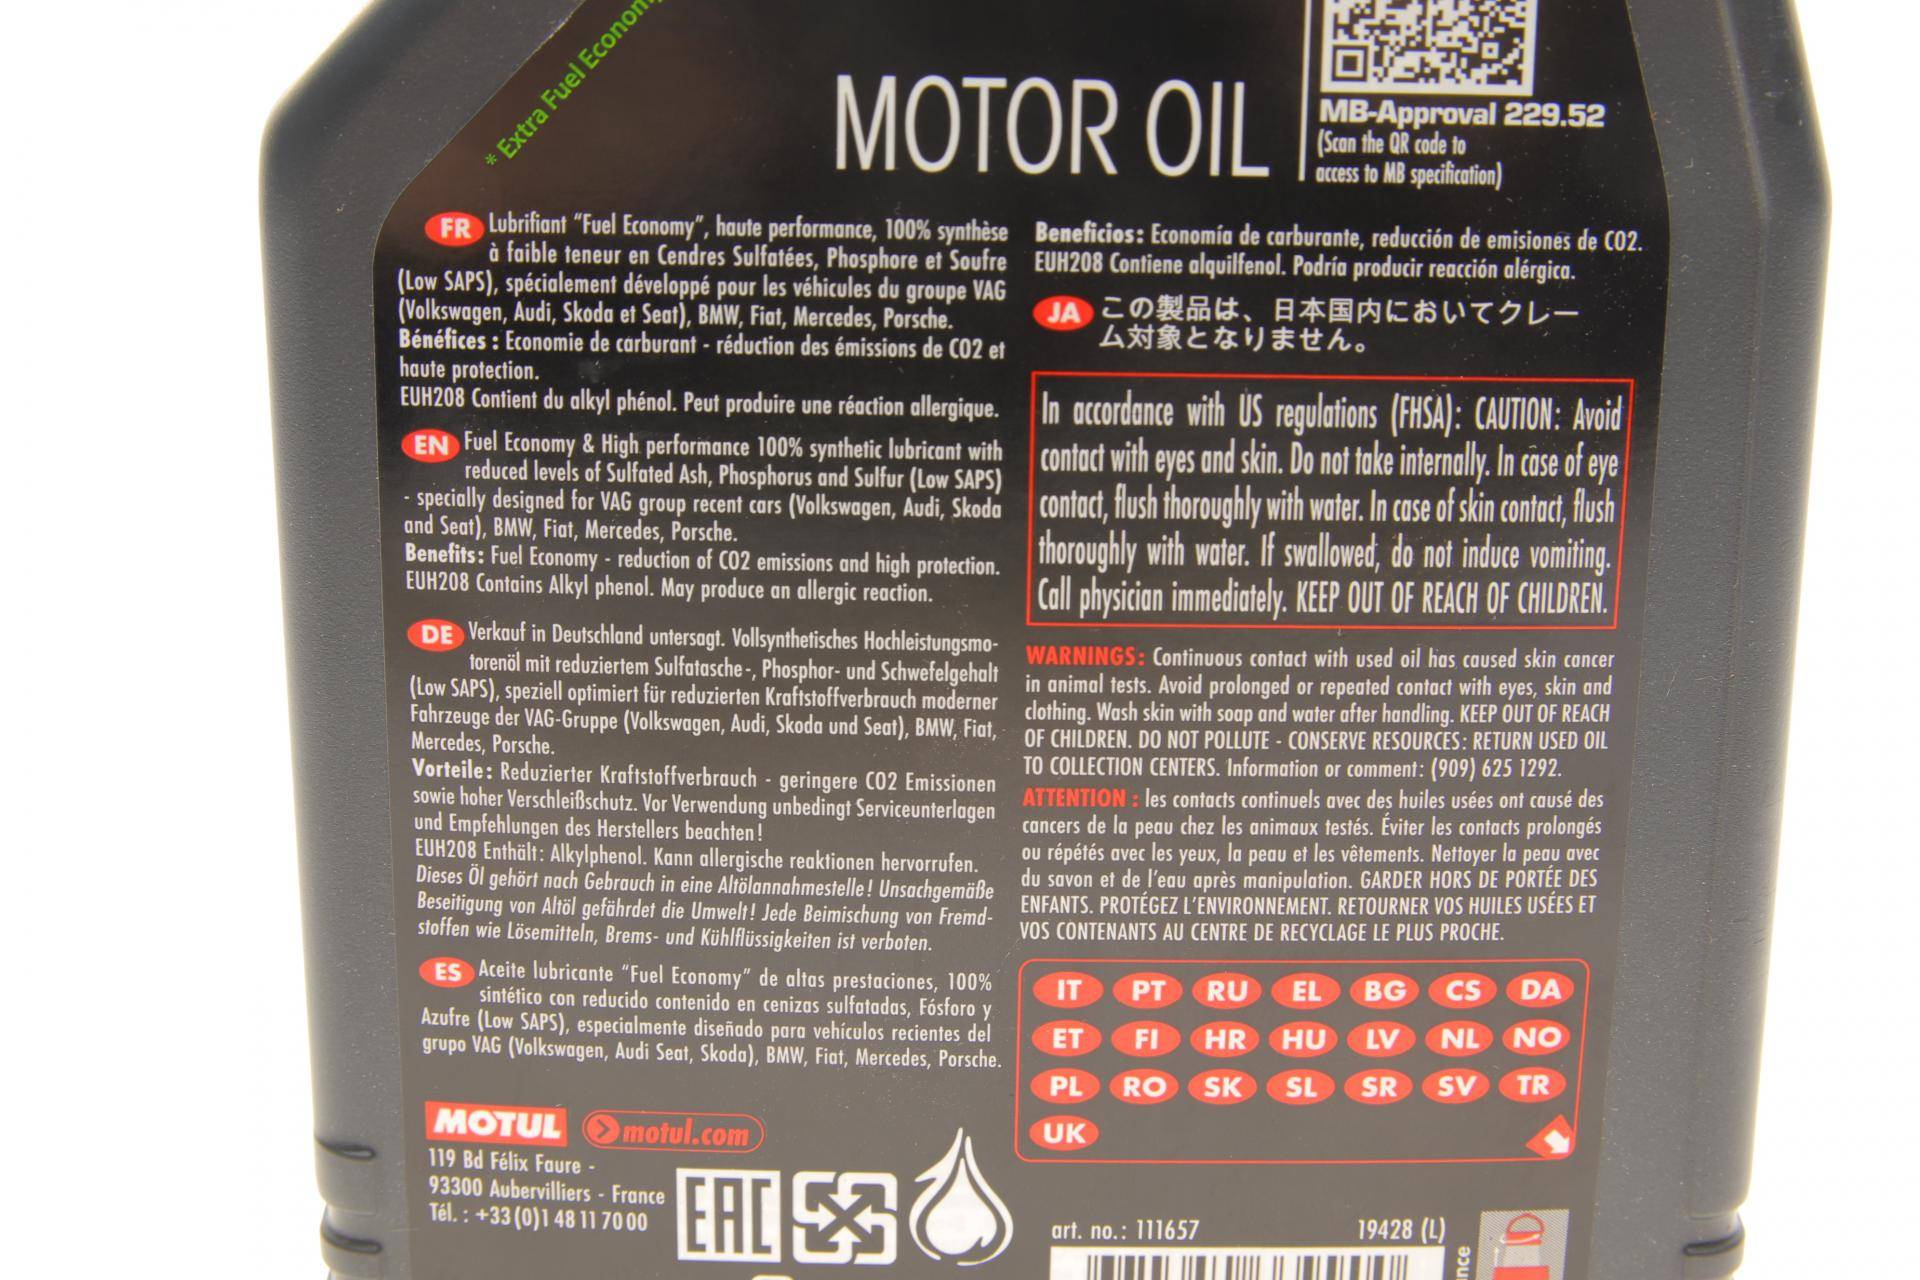 * Extra Fuel Economy
MOTOR OIL
MB-Approval 229.52
(Scan the QR code to
access to MB specification)
FR Lubrifiant "Fuel Economy", haute performance, 100% synthèse
à faible teneur en Cendres Sulfatées, Phosphore et Soufre
(Low SAPS), spécialement développé pour les véhicules du groupe VAG
(Volkswagen, Audi, Skoda et Seat), BMW, Fiat, Mercedes, Porsche.
Bénéfices : Economie de carburant - réduction des émissions de CO2 et
haute protection.
EUH208 Contient du alkyl phénol. Peut produire une réaction allergique.
EN Fuel Economy & High performance 100% synthetic lubricant with
reduced levels of Sulfated Ash, Phosphorus and Sulfur (Low SAPS)
- specially designed for VAG group recent cars (Volkswagen, Audi, Skoda
and Seat), BMW, Fiat, Mercedes, Porsche.
Benefits: Fuel Economy - reduction of CO2 emissions and high protection.
EUH208 Contains Alkyl phenol. May produce an allergic reaction.
DE Verkauf in Deutschland untersagt. Vollsynthetisches Hochleistungsmo-
torenöl mit reduziertem Sulfatasche-, Phosphor- und Schwefelgehalt
(Low SAPS), speziell optimiert für reduzierten Kraftstoffverbrauch moderner
Fahrzeuge der VAG-Gruppe (Volkswagen, Audi, Skoda und Seat), BMW, Fiat,
Mercedes, Porsche.
Vorteile: Reduzierter Kraftstoffverbrauch - geringere CO2 Emissionen
sowie hoher Verschleißschutz. Vor Verwendung unbedingt Serviceunterlagen
und Empfehlungen des Herstellers beachten!
EUH208 Enthält: Alkylphenol. Kann allergische reaktionen hervorrufen.
Dieses Öl gehört nach Gebrauch in eine Altölannahmestelle! Unsachgemäße
Beseitigung von Altöl gefährdet die Umwelt! Jede Beimischung von Fremd-
stoffen wie Lösemitteln, Brems- und Kühlflüssigkeiten ist verboten.
ES Aceite lubricante "Fuel Economy" de altas prestaciones, 100%
sintético con reducido contenido en cenizas sulfatadas, Fósforo y
Azufre (Low SAPS), especialmente diseñado para vehículos recientes del
grupo VAG (Volkswagen, Audi Seat, Skoda), BMW, Fiat, Mercedes, Porsche.
Beneficios: Economía de carburante, reducción de emisiones de CO2.
EUH208 Contiene alquilfenol. Podría producir reacción alérgica.
JA この製品は、日本国内においてクレー
ム対象となりません。
In accordance with US regulations (FHSA): CAUTION: Avoid
contact with eyes and skin. Do not take internally. In case of eye
contact, flush thoroughly with water. In case of skin contact, flush
thoroughly with water. If swallowed, do not induce vomiting.
Call physician immediately. KEEP OUT OF REACH OF CHILDREN.
WARNINGS: Continuous contact with used oil has caused skin cancer
in animal tests. Avoid prolonged or repeated contact with eyes, skin and
clothing. Wash skin with soap and water after handling. KEEP OUT OF REACH
OF CHILDREN. DO NOT POLLUTE - CONSERVE RESOURCES: RETURN USED OIL
TO COLLECTION CENTERS. Information or comment: (909) 625 1292.
ATTENTION : les contacts continuels avec des huiles usées ont causé des
cancers de la peau chez les animaux testés. Éviter les contacts prolongés
ou répétés avec les yeux, la peau et les vêtements. Nettoyer la peau avec
du savon et de l'eau après manipulation. GARDER HORS DE PORTÉE DES
ENFANTS. PROTÉGEZ L'ENVIRONNEMENT. RETOURNER VOS HUILES USÉES ET
VOS CONTENANTS AU CENTRE DE RECYCLAGE LE PLUS PROCHE.
IT PT RU EL BG CS DA
ET FI HR HU LV NL NO
PL RO SK SL SR SV TR
UK
MOTUL motul.com
119 Bd Félix Faure -
93300 Aubervilliers - France
Tél. : +33(0)1 48 11 70 00
EAC
art. no.: 111657 19428 (L)